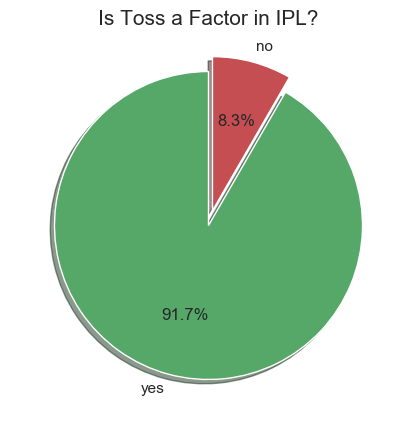 Is Toss a Factor in IPL?
no
8.3%
91.7%
yes